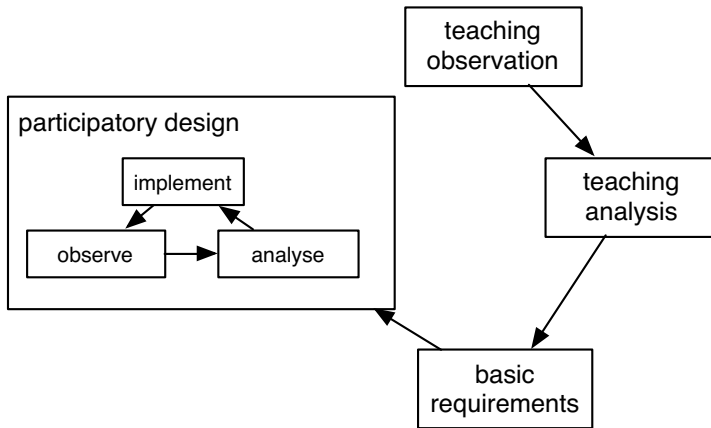 teaching
observation
participatory design
implement
observe
analyse
teaching
analysis
basic
requirements